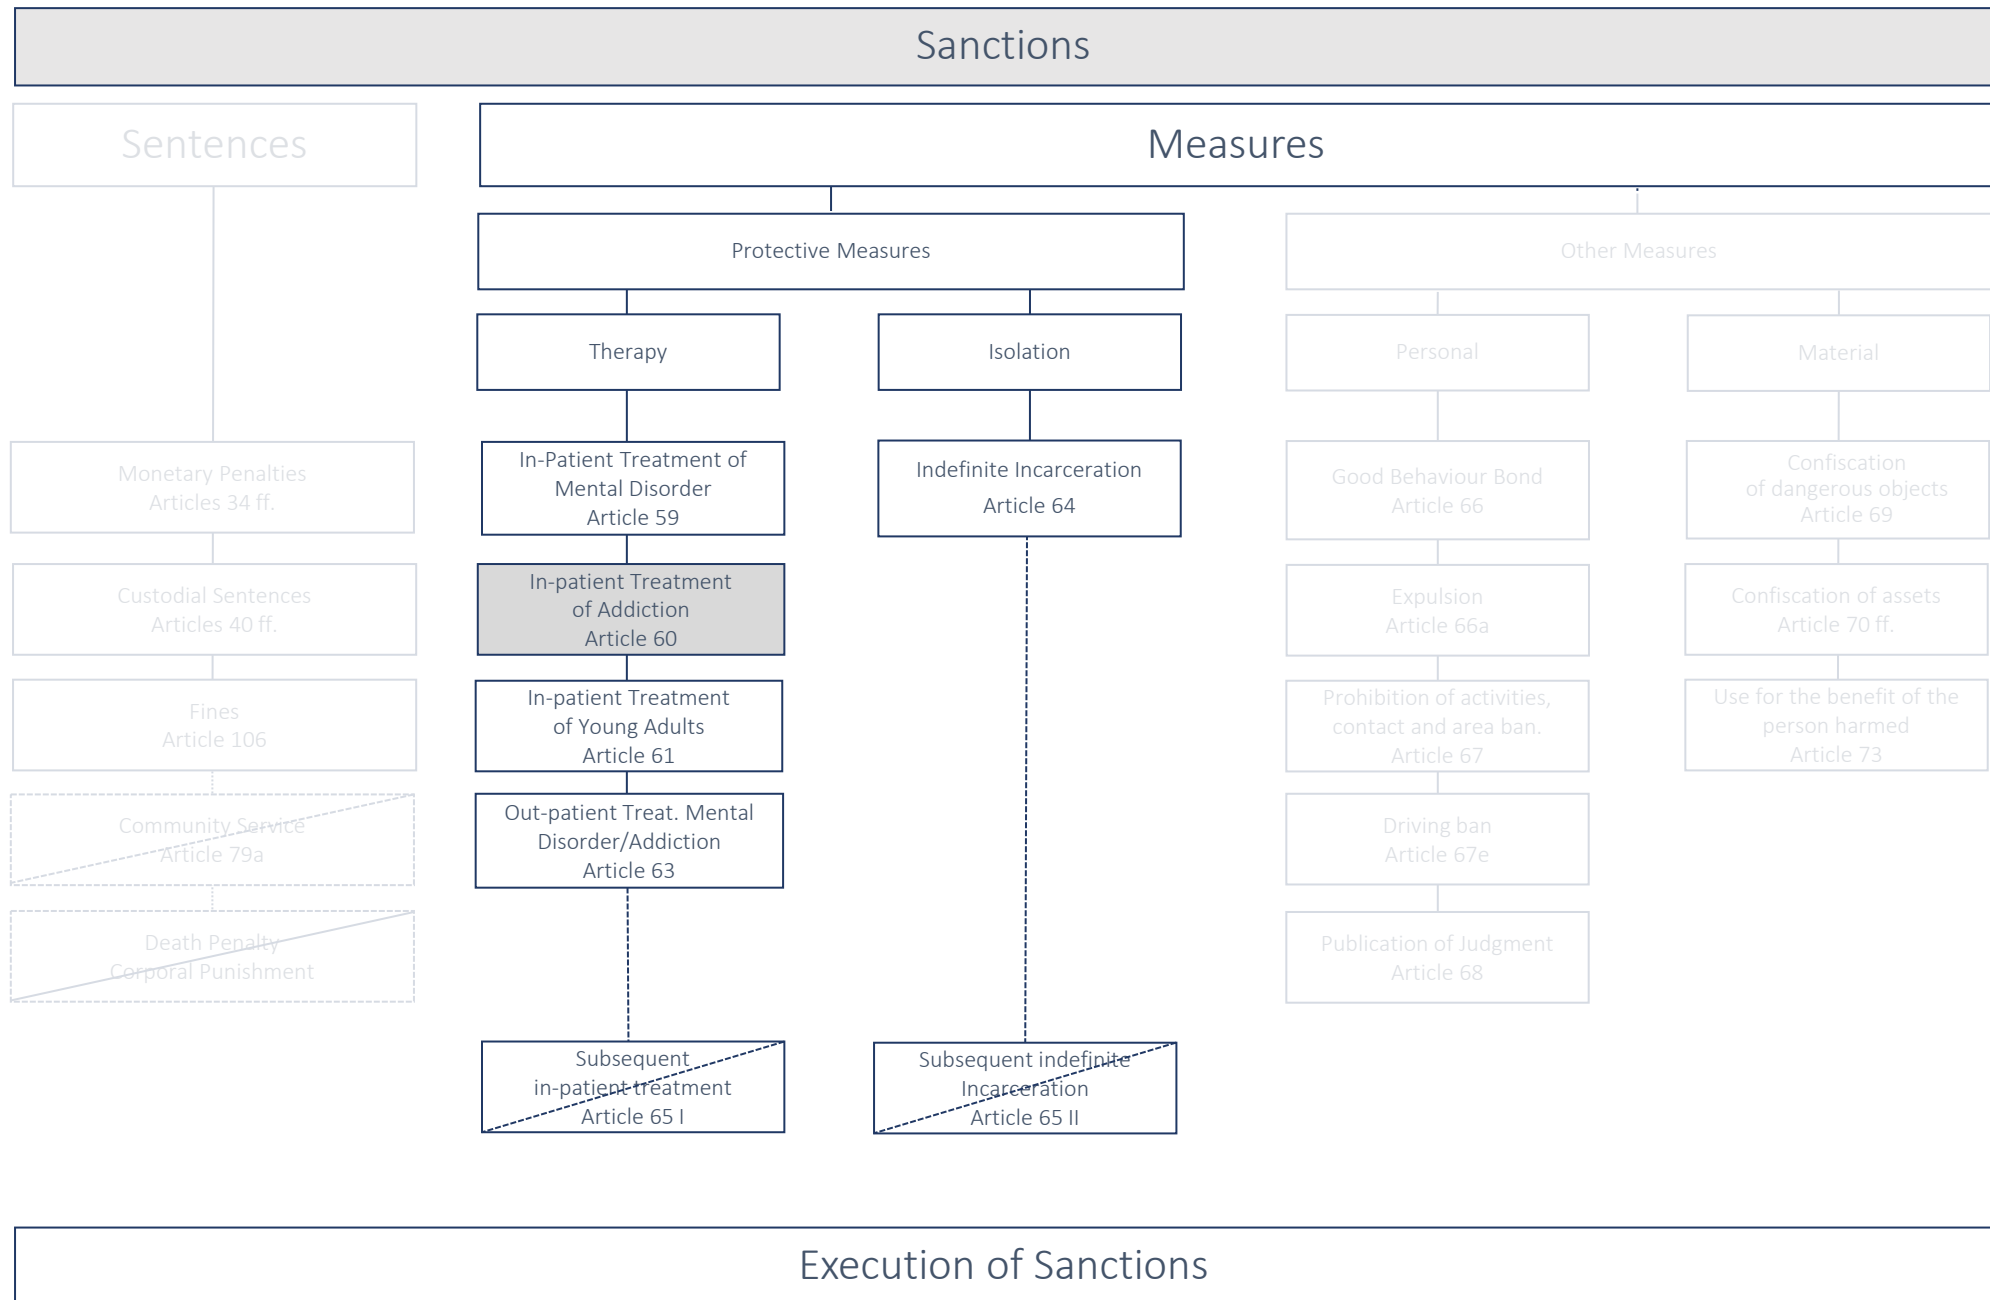 Sanctions
Sentences
Measures
Protective Measures
Other Measures
Therapy
Isolation
Personal
Material
Monetary Penalties
Articles 34 ff.
Custodial Sentences
Articles 40 ff.
Fines
Article 106
Community Service
Article 79a
Death Penalty
Corporal Punishment
In-Patient Treatment of
Mental Disorder
Article 59
In-patient Treatment
of Addiction
Article 60
In-patient Treatment
of Young Adults
Article 61
Out-patient Treat. Mental
Disorder/Addiction
Article 63
Subsequent
in-patient treatment
Article 65 I
Indefinite Incarceration
Article 64
Subsequent indefinite
Incarceration
Article 65 II
Good Behaviour Bond
Article 66
Expulsion
Article 66a
Prohibition of activities,
contact and area ban.
Article 67
Driving ban
Article 67e
Publication of Judgment
Article 68
Confiscation
of dangerous objects
Article 69
Confiscation of assets
Article 70 ff.
Use for the benefit of the
person harmed
Article 73
Execution of Sanctions